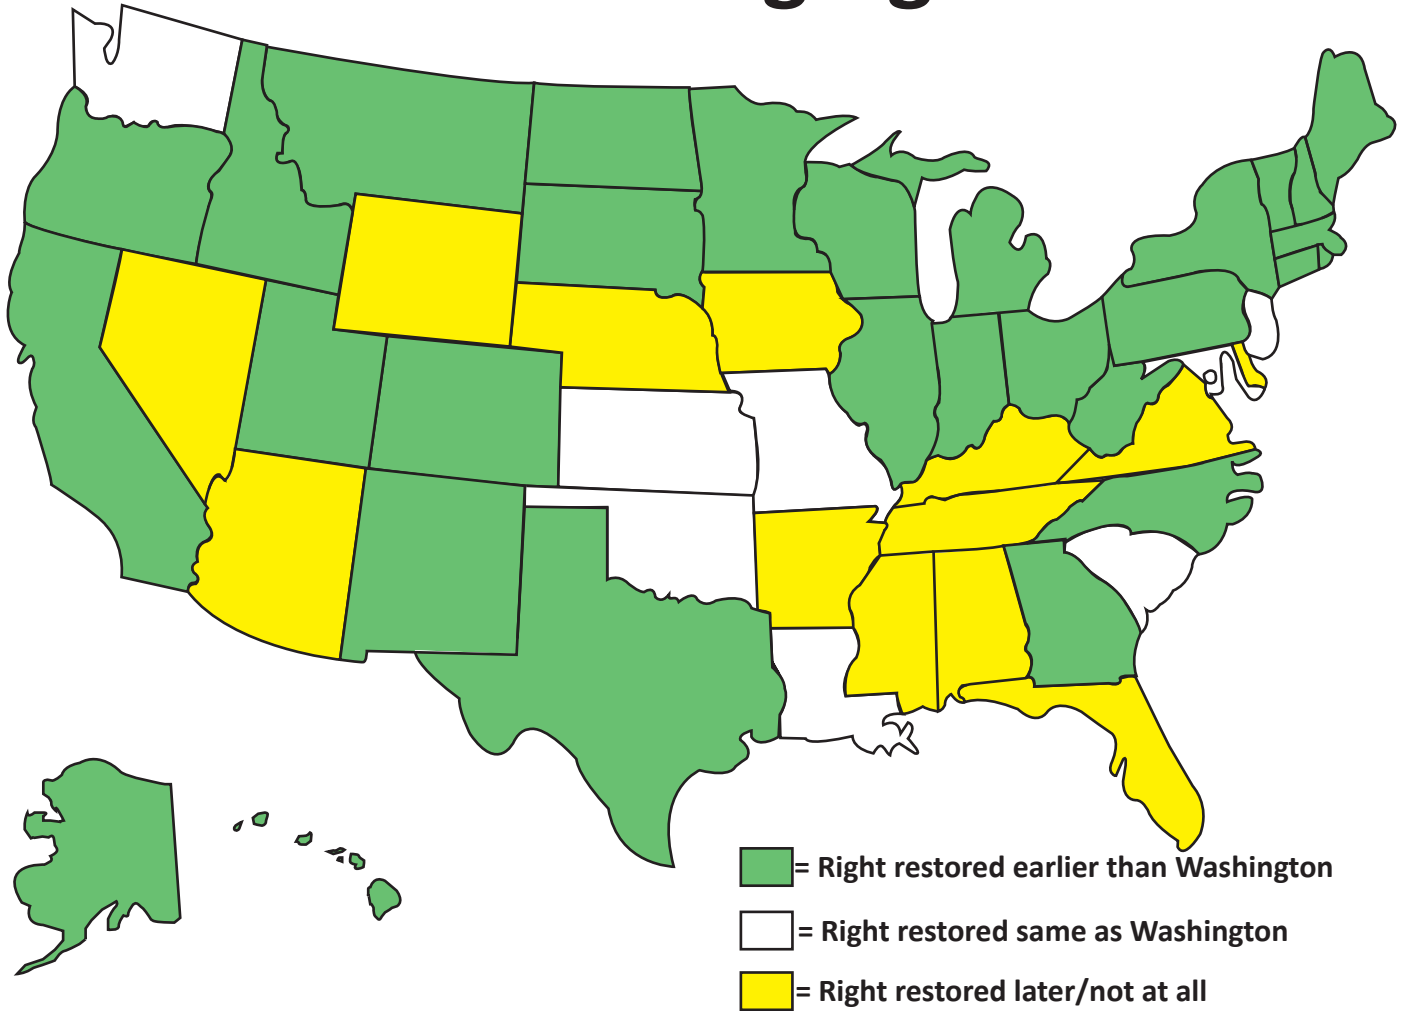 = Right restored earlier than Washington
= Right restored same as Washington
= Right restored later/not at all